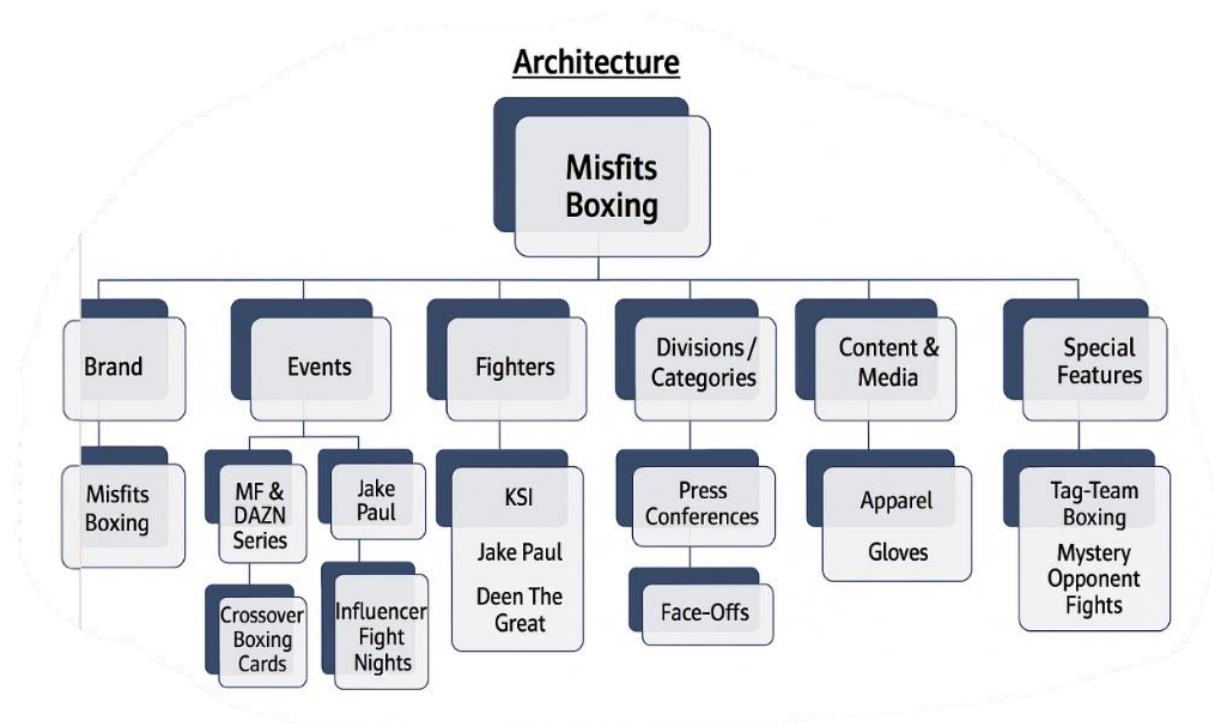 Architecture
Misfits
Boxing
Brand
Events
Fighters
Divisions /
Categories
Content &
Media
Special
Features
Misfits
Boxing
MF &
DAZN
Series
Jake
Paul
KSI
Jake Paul
Deen The
Great
Press
Conferences
Apparel
Gloves
Tag-Team
Boxing
Mystery
Opponent
Fights
Crossover
Boxing
Cards
Influencer
Fight
Nights
Face-Offs